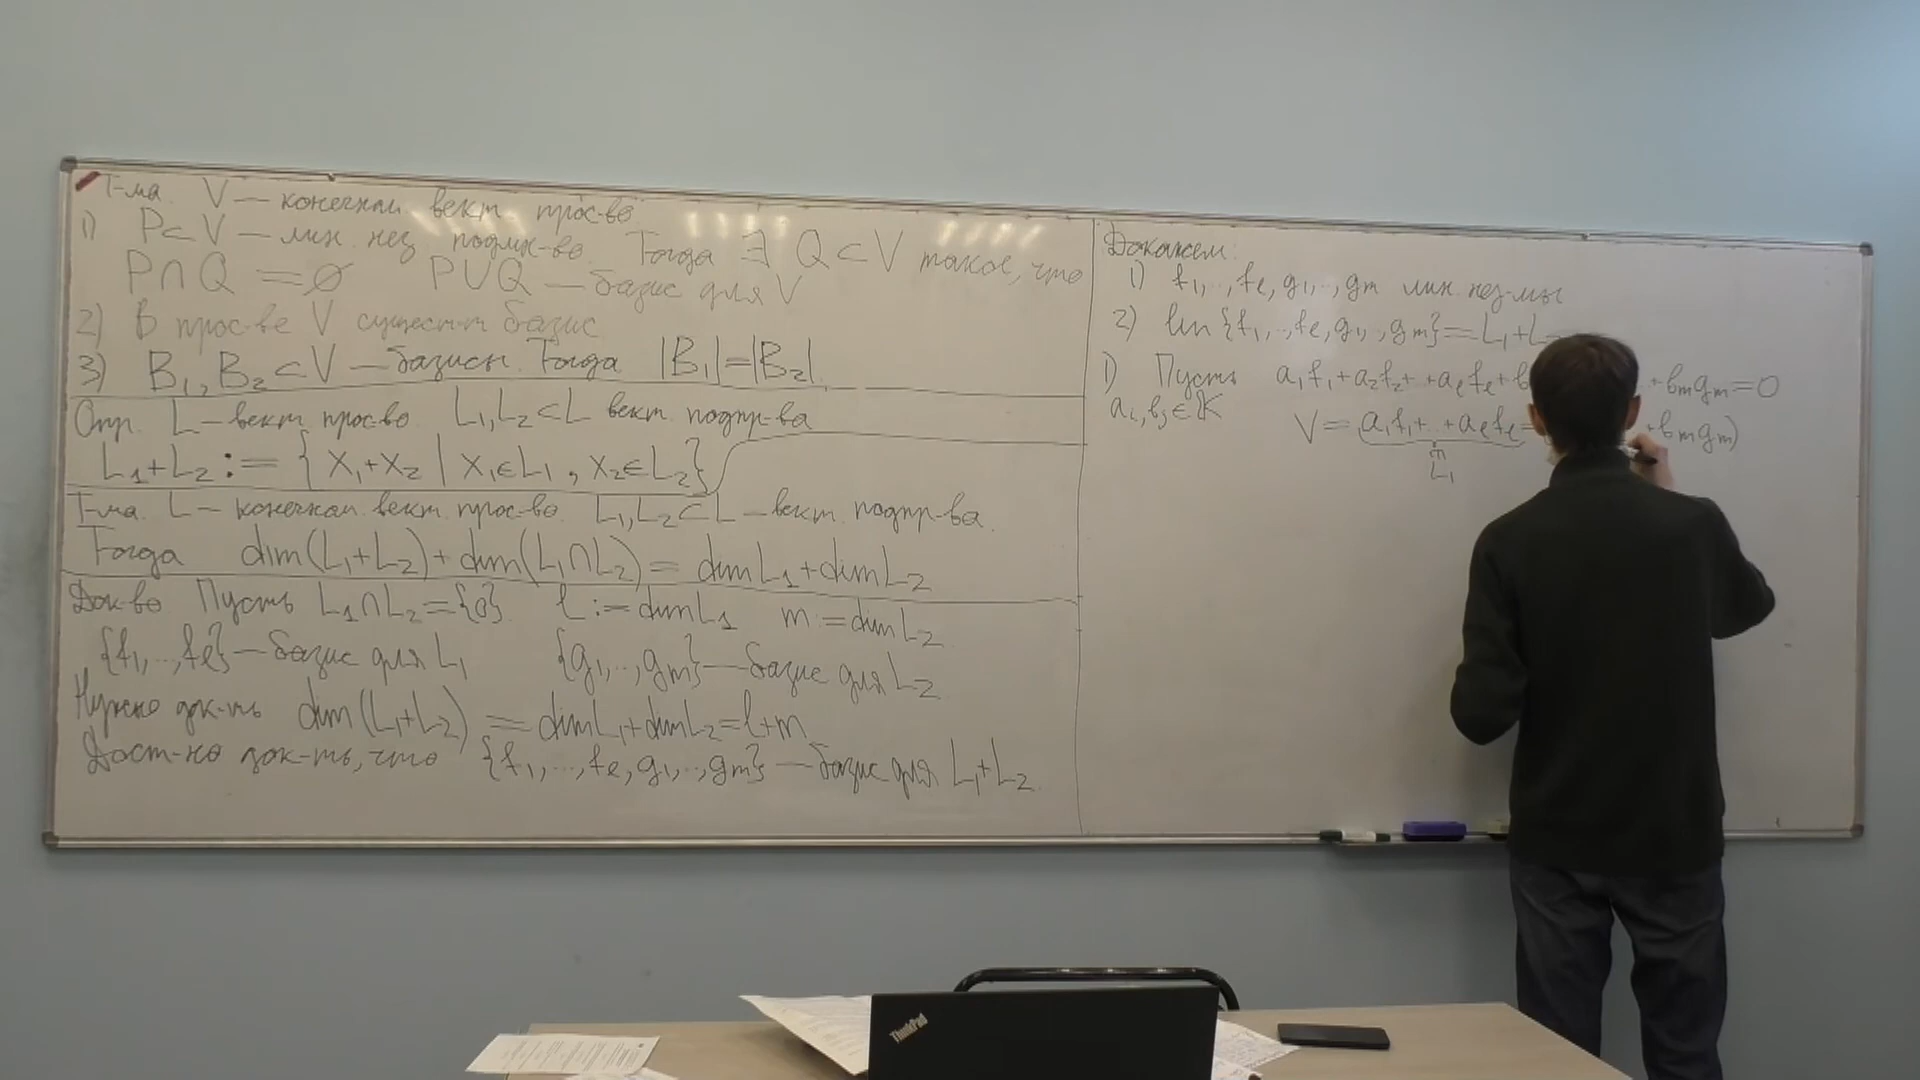 Т-ма. V — конечном. вект. прос-во
1) P⊂V — лин. нез. подмн-во. Тогда ∃ Q⊂V такое, что
P∩Q = ∅ P∪Q — базис для V
2) В прос-ве V сущест-т базис
3) B₁, B₂ ⊂ V — базисы. Тогда |B₁|=|B₂|.
Опр. L — вект. прос-во. L₁, L₂ ⊂ L вект. подпр-ва
L₁+L₂ := { x₁+x₂ | x₁∈L₁, x₂∈L₂}
Т-ма. L — конечном. вект. прос-во. L₁, L₂ ⊂ L — вект. подпр-ва.
Тогда dim(L₁+L₂) + dim(L₁∩L₂) = dim L₁ + dim L₂
Док-во Пусть L₁∩L₂={0}. l := dim L₁ m := dim L₂
{f₁,..,fₗ} — базис для L₁ {g₁,..,gₘ} — базис для L₂
Нужно док-ть dim(L₁+L₂) = dim L₁ + dim L₂ = l+m
Дост-но док-ть, что {f₁,...,fₗ, g₁,..,gₘ} — базис для L₁+L₂.
Докажем:
1) f₁,..,fₗ, g₁,..,gₘ лин. нез-мы
2) lin {f₁,..,fₗ, g₁,..,gₘ} = L₁+L
1) Пусть a₁f₁+a₂f₂+..+aₗfₗ+b +bₘgₘ=0
aᵢ, bⱼ ∈ K
V = (a₁f₁+..+aₗfₗ = +bₘgₘ)
∈
L₁
ThinkPad